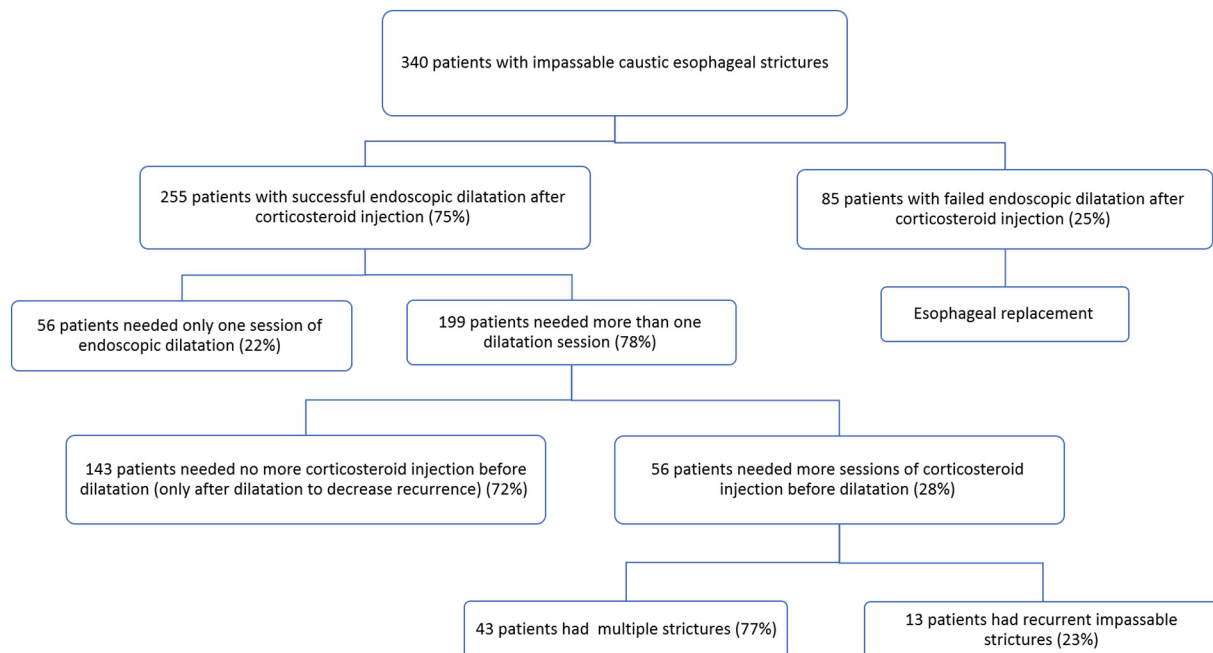 340 patients with impassable caustic esophageal strictures
255 patients with successful endoscopic dilatation after
corticosteroid injection (75%)
85 patients with failed endoscopic dilatation after
corticosteroid injection (25%)
56 patients needed only one session of
endoscopic dilatation (22%)
199 patients needed more than one
dilatation session (78%)
Esophageal replacement
143 patients needed no more corticosteroid injection before
dilatation (only after dilatation to decrease recurrence) (72%)
56 patients needed more sessions of corticosteroid
injection before dilatation (28%)
43 patients had  multiple strictures (77%)
13 patients had recurrent impassable
strictures (23%)